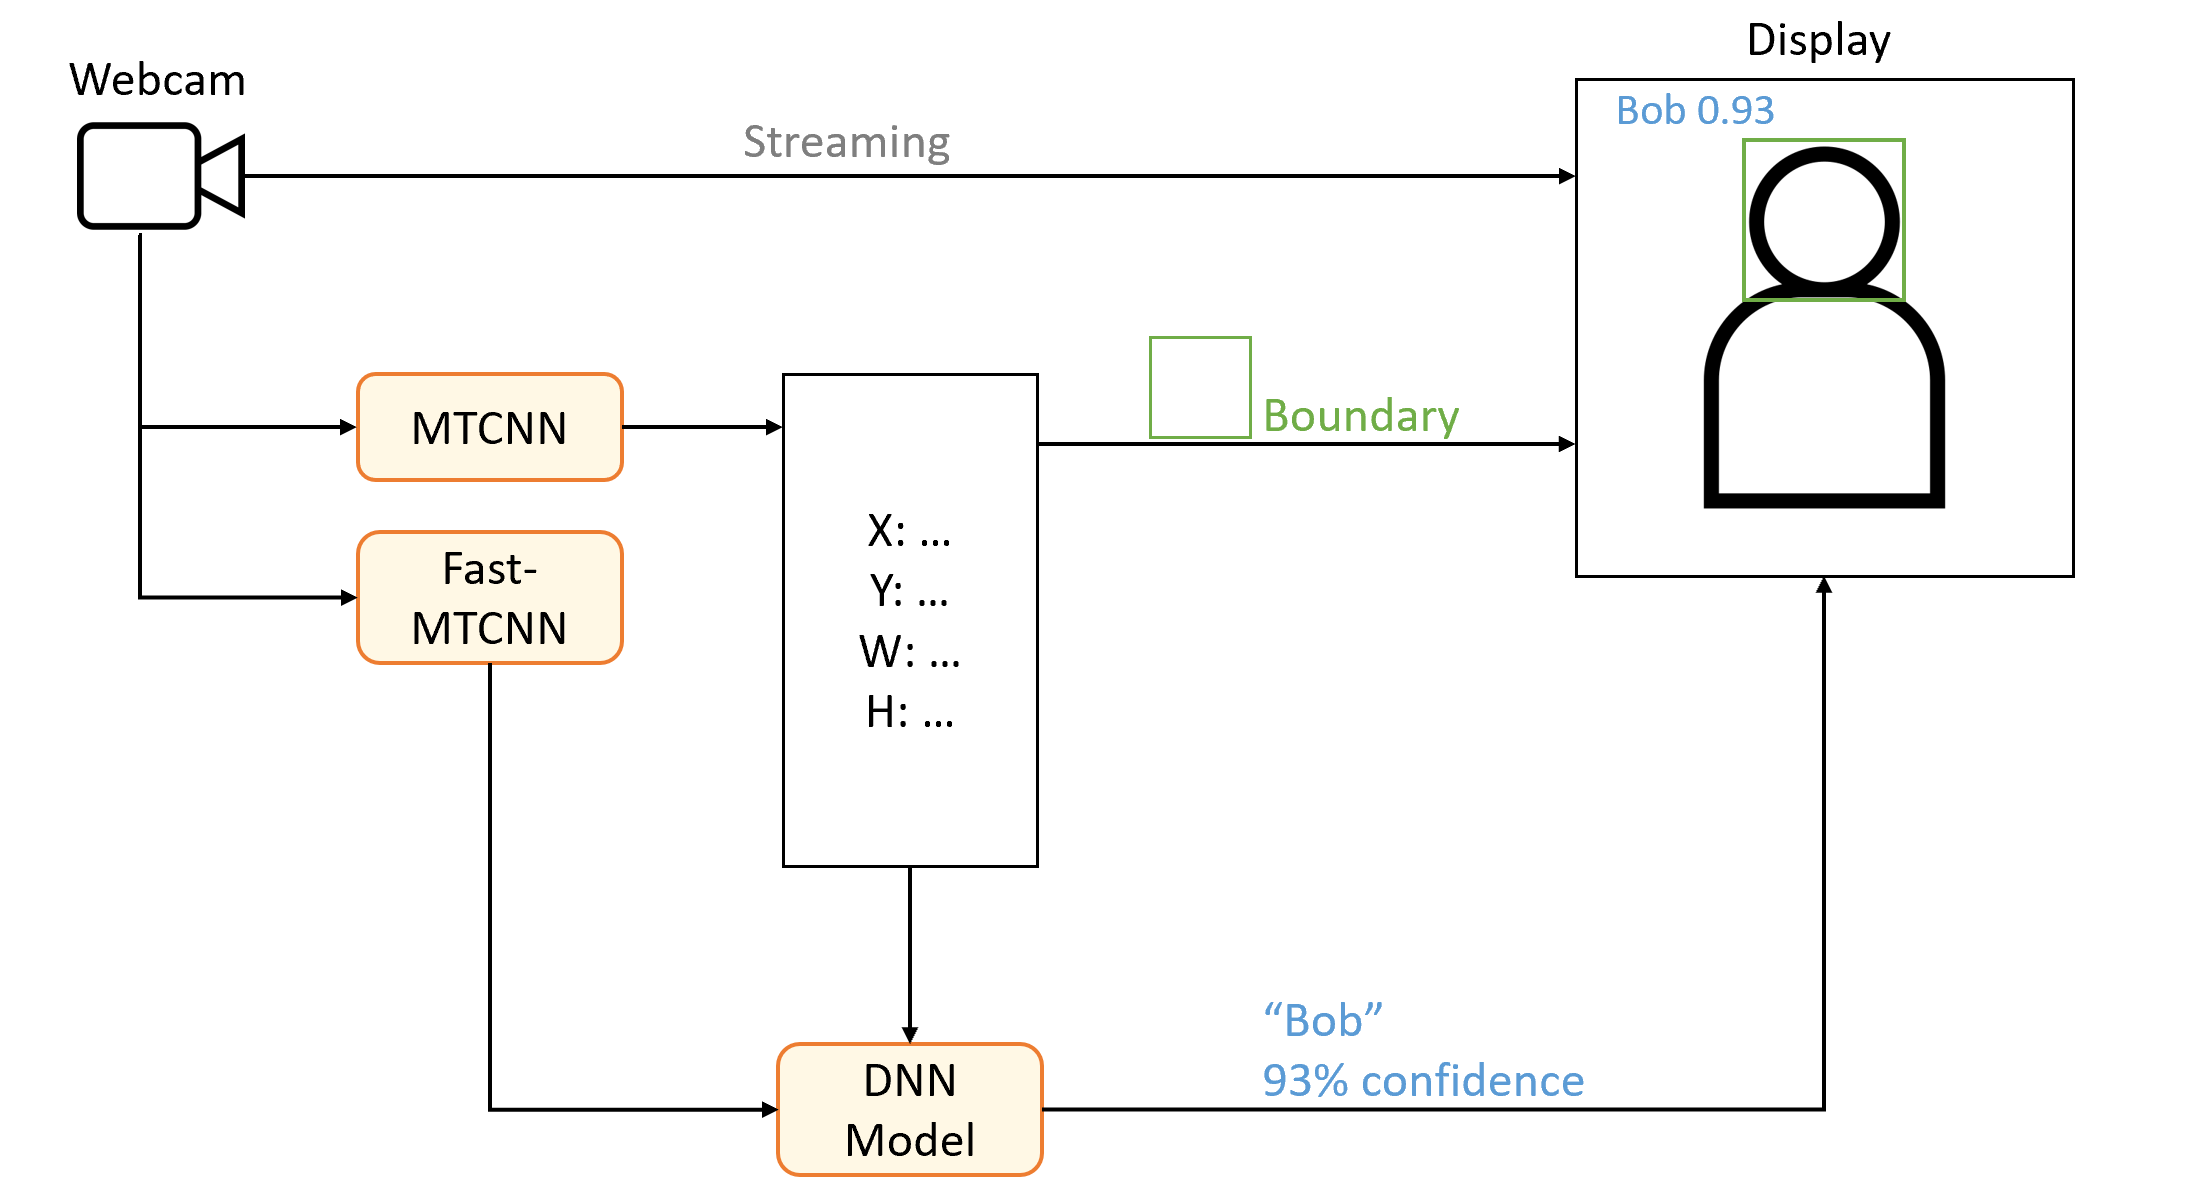 Display
Webcam
Bob 0.93
Streaming
MTCNN
Boundary
Fast-
MTCNN
X: ...
Y: ...
W: ...
H: ...
“Bob”
93% confidence
DNN
Model